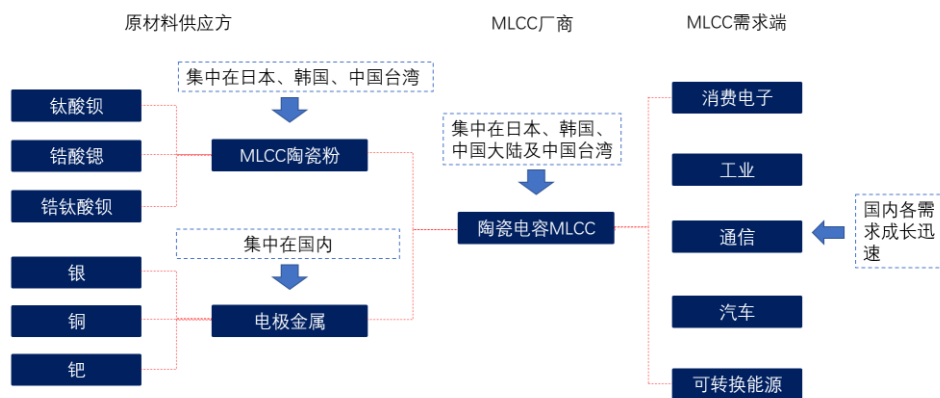 原材料供应方
MLCC厂商
MLCC需求端
集中在日本、韩国、中国台湾
钛酸钡
锆酸锶
锆钛酸钡
MLCC陶瓷粉
集中在国内
银
铜
钯
电极金属
集中在日本、韩国、
中国大陆及中国台湾
陶瓷电容MLCC
消费电子
工业
通信
汽车
可转换能源
国内各需
求成长迅
速